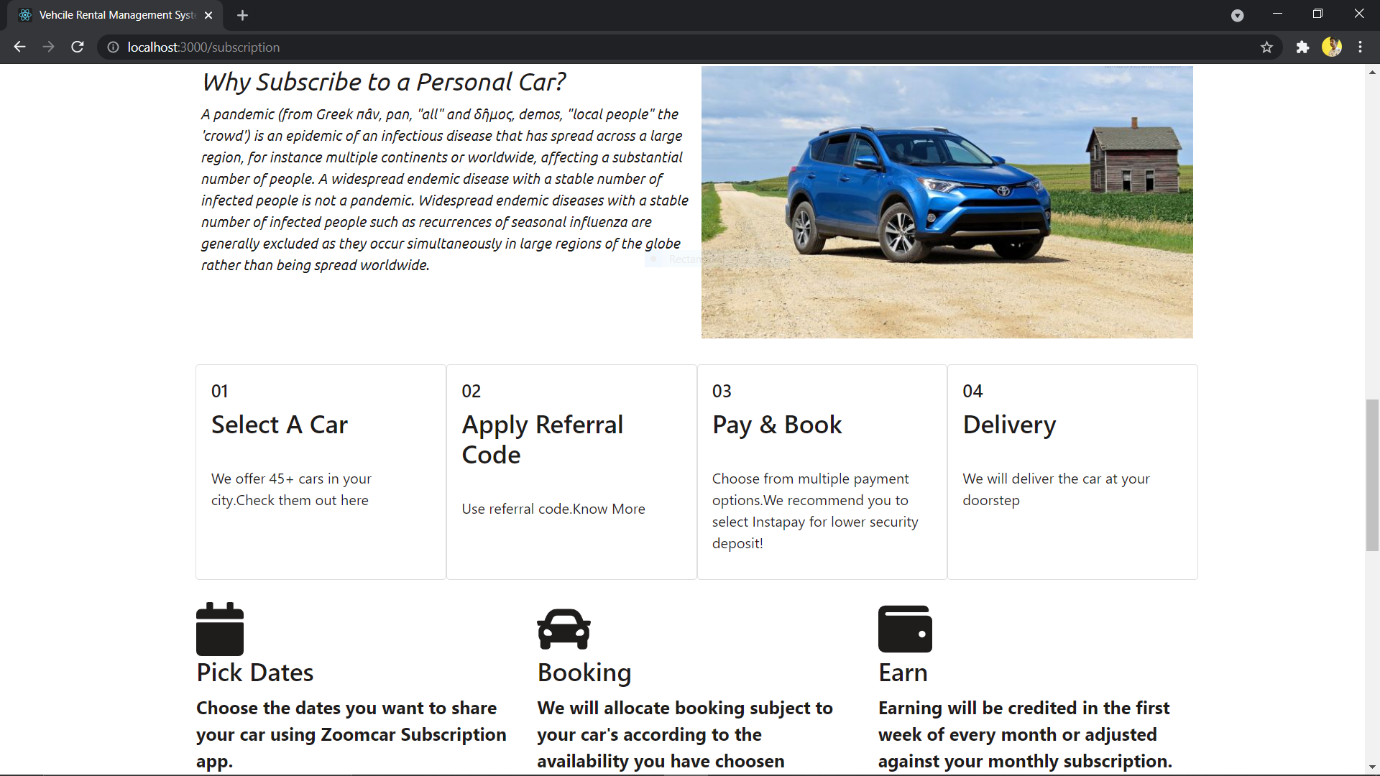 Vehcile Rental Management Syst
localhost:3000/subscription
Why Subscribe to a Personal Car?
A pandemic (from Greek πᾶν, pan, "all" and δῆμος, demos, "local people" the
'crowd') is an epidemic of an infectious disease that has spread across a large
region, for instance multiple continents or worldwide, affecting a substantial
number of people. A widespread endemic disease with a stable number of
infected people is not a pandemic. Widespread endemic diseases with a stable
number of infected people such as recurrences of seasonal influenza are
generally excluded as they occur simultaneously in large regions of the globe
rather than being spread worldwide.
01
Select A Car
We offer 45+ cars in your
city.Check them out here
02
Apply Referral
Code
Use referral code.Know More
03
Pay & Book
Choose from multiple payment
options.We recommend you to
select Instapay for lower security
deposit!
04
Delivery
We will deliver the car at your
doorstep
Pick Dates
Choose the dates you want to share
your car using Zoomcar Subscription
app.
Booking
We will allocate booking subject to
your car's according to the
availability you have choosen
Earn
Earning will be credited in the first
week of every month or adjusted
against your monthly subscription.